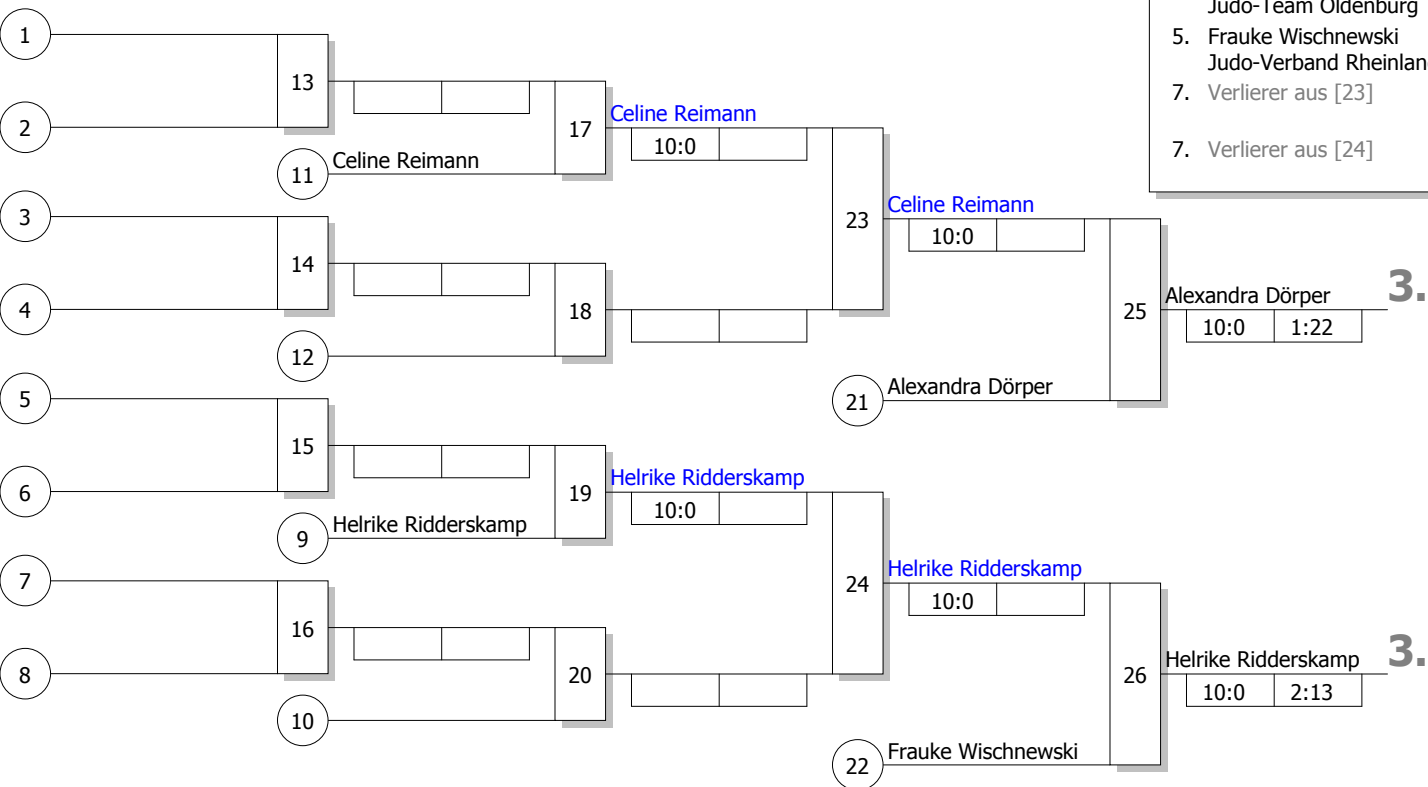 Judo-Team Oldenburg
5. Frauke Wischnewski
Judo-Verband Rheinlan
7. Verlierer aus [23]
7. Verlierer aus [24]
1
13
2
17
Celine Reimann
10:0
11
Celine Reimann
3
23
Celine Reimann
10:0
14
4
18
25
Alexandra Dörper
3.
10:0
1:22
12
5
21
Alexandra Dörper
15
6
19
Helrike Ridderskamp
10:0
9
Helrike Ridderskamp
7
24
Helrike Ridderskamp
10:0
16
8
20
26
Helrike Ridderskamp
3.
10:0
2:13
10
22
Frauke Wischnewski